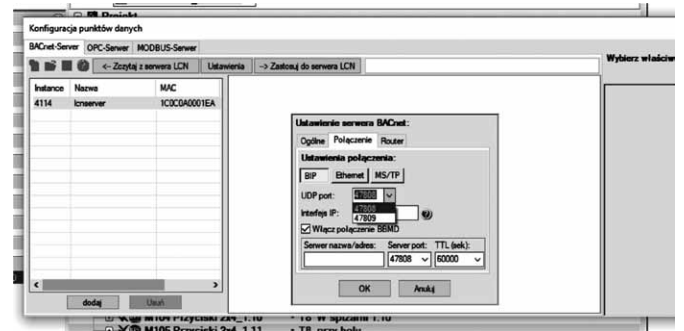 Projekt
Konfiguracja punktów danych
BACnet-Server OPC-Server MODBUS-Server
<- Zczytaj z serwera LCN Ustawienia -> Zastosuj do serwera LCN
Wybierz właściw
Instance Nazwa MAC
4114 lcnserver 1C0C0A0001EA
Ustawienie serwera BACnet:
Ogólne Połączenie Router
Ustawienia połączenia:
BIP Ethernet MS/TP
UDP port: 47808
47808
Interfejs IP:
47809
Włącz połączenie BBMD
Serwer nazwa/adres: Server port: TTL (sek):
47808 60000
OK Anuluj
dodaj Usuń
M104 Przyciski 2x4_1.10 T8 W spiżarni 1.10
M105 Przyciski 2x4_1.11 T8 przy holu